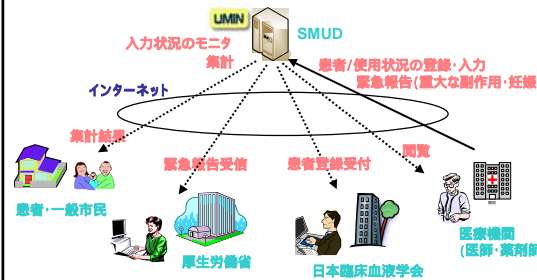 UMIN
SMUD
入力状況のモニタ
集計
患者/使用状況の登録・入力
緊急報告(重大な副作用・妊娠
インターネット
集計結果
緊急報告受信
患者登録受付
閲覧
患者・一般市民
厚生労働省
日本臨床血液学会
医療機関
(医師・薬剤師